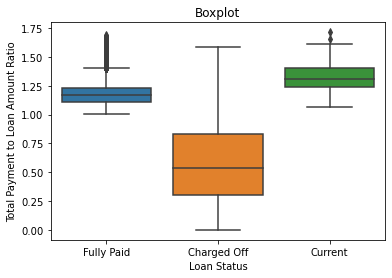 Boxplot
Total Payment to Loan Amount Ratio
1.75
1.50
1.25
1.00
0.75
0.50
0.25
0.00
Fully Paid Charged Off Current
Loan Status